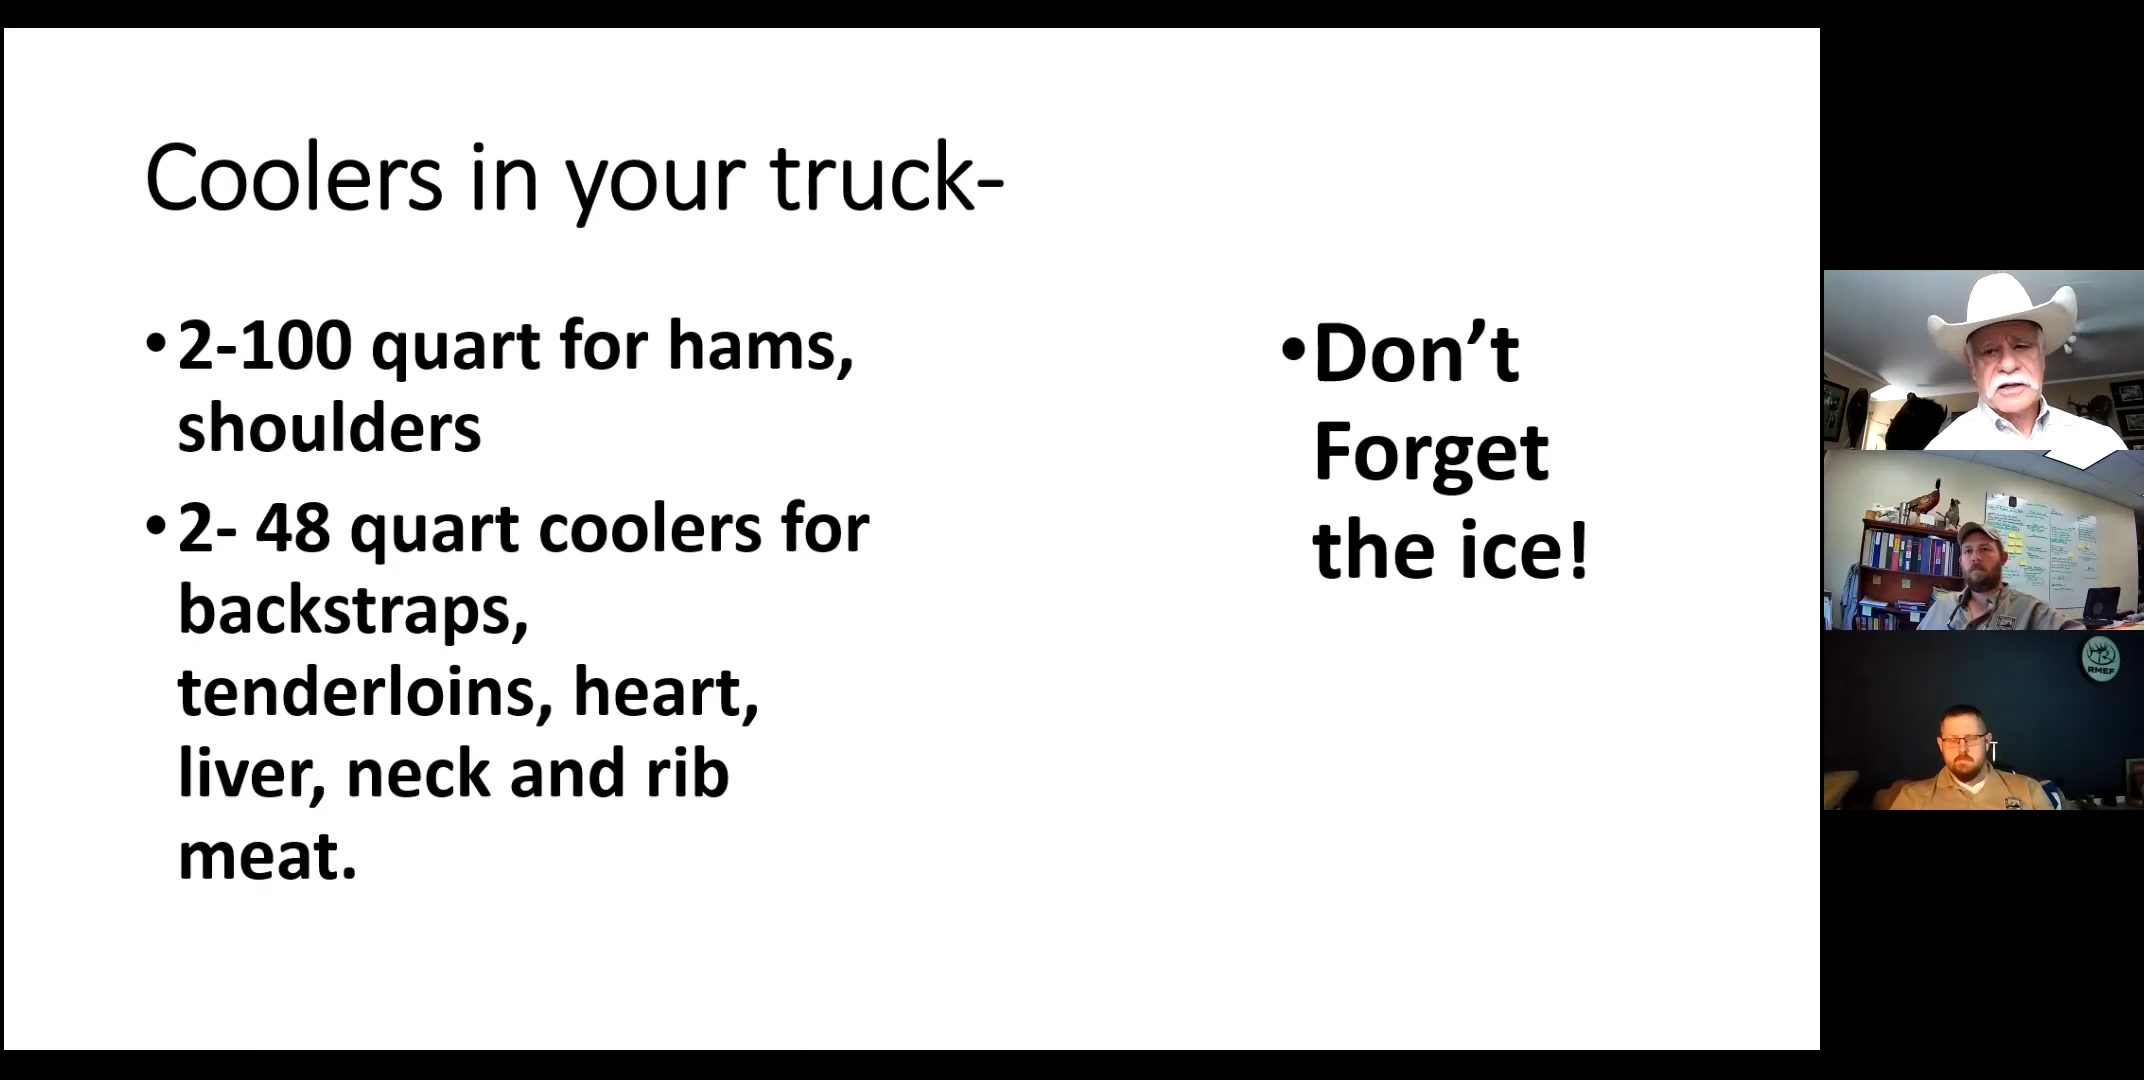 Coolers in your truck-
•2-100 quart for hams,
shoulders
•2- 48 quart coolers for
backstraps,
tenderloins, heart,
liver, neck and rib
meat.
•Don’t
Forget
the ice!
RMEF